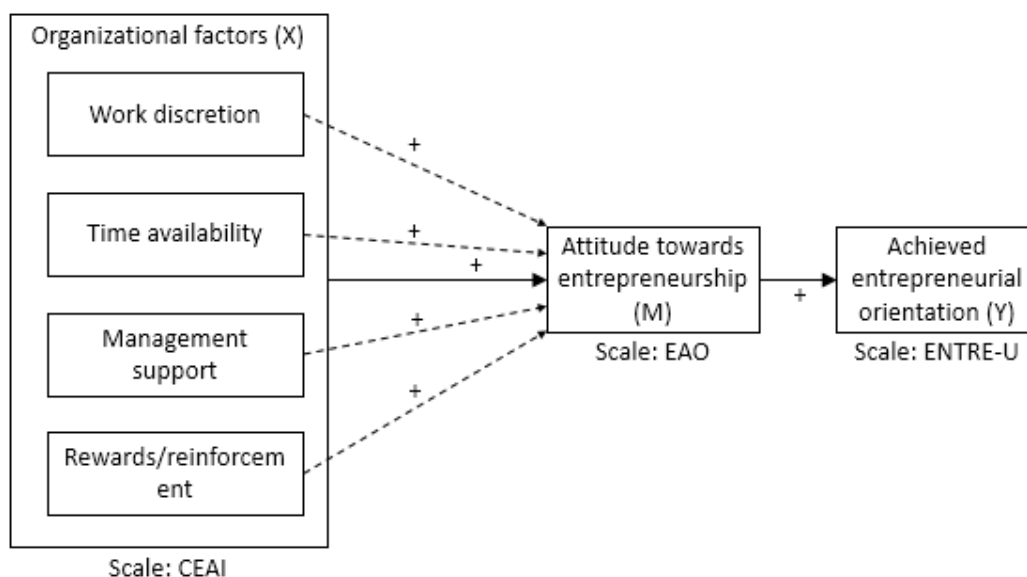 Organizational factors (X)
Work discretion
+
Time availability
+
+
Management
support
+
Rewards/reinforcem
ent
+
Scale: CEAI
Attitude towards
entrepreneurship
(M)
Scale: EAO
+
Achieved
entrepreneurial
orientation (Y)
Scale: ENTRE-U